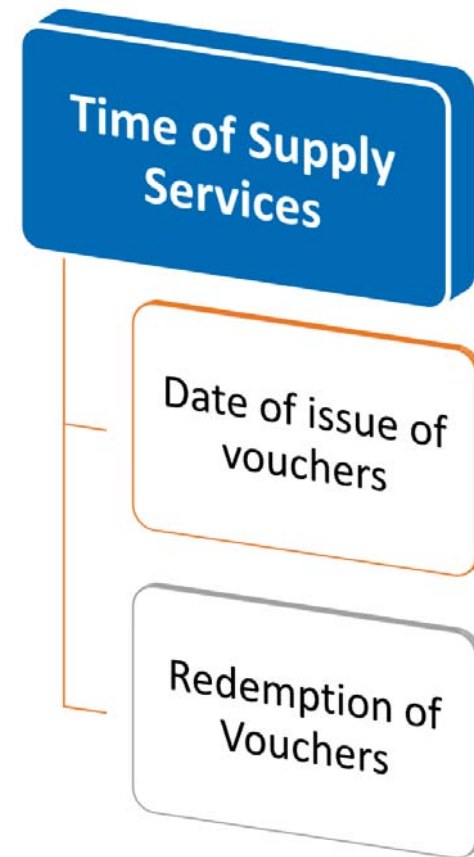 Time of Supply
Services
Date of issue of
vouchers
Redemption of
Vouchers